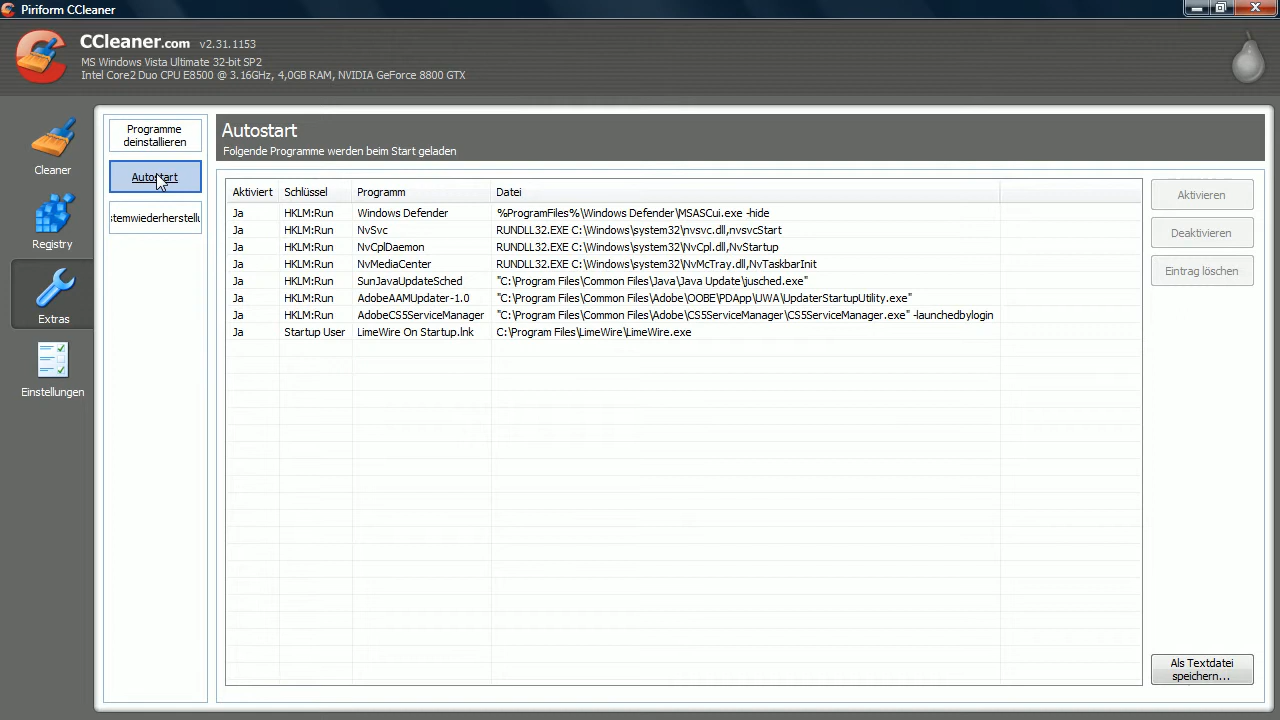 Piriform CCleaner
CCleaner.com v2.31.1153
MS Windows Vista Ultimate 32-bit SP2
Intel Core2 Duo CPU E8500 @ 3.16GHz, 4,0GB RAM, NVIDIA GeForce 8800 GTX
Cleaner
Registry
Extras
Einstellungen
Programme
deinstallieren
Autostart
temwiederherstellu
Autostart
Folgende Programme werden beim Start geladen
Aktiviert Schlüssel Programm Datei
Ja HKLM:Run Windows Defender %ProgramFiles%\Windows Defender\MSASCui.exe -hide
Ja HKLM:Run NvSvc RUNDLL32.EXE C:\Windows\system32\nvsvc.dll,nvsvcStart
Ja HKLM:Run NvCplDaemon RUNDLL32.EXE C:\Windows\system32\NvCpl.dll,NvStartup
Ja HKLM:Run NvMediaCenter RUNDLL32.EXE C:\Windows\system32\NvMcTray.dll,NvTaskbarInit
Ja HKLM:Run SunJavaUpdateSched "C:\Program Files\Common Files\Java\Java Update\jusched.exe"
Ja HKLM:Run AdobeAAMUpdater-1.0 "C:\Program Files\Common Files\Adobe\OOBE\PDApp\UWA\UpdaterStartupUtility.exe"
Ja HKLM:Run AdobeCS5ServiceManager "C:\Program Files\Common Files\Adobe\CS5ServiceManager\CS5ServiceManager.exe" -launchedbylogin
Ja Startup User LimeWire On Startup.lnk C:\Program Files\LimeWire\LimeWire.exe
Aktivieren
Deaktivieren
Eintrag löschen
Als Textdatei
speichern...